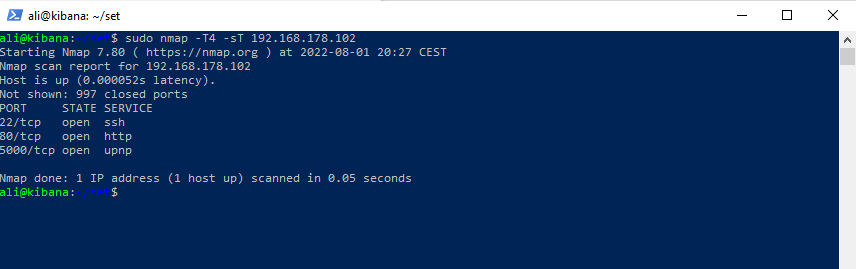 ali@kibana: ~/set
ali@kibana:~/set$ sudo nmap -T4 -sT 192.168.178.102
Starting Nmap 7.80 ( https://nmap.org ) at 2022-08-01 20:27 CEST
Nmap scan report for 192.168.178.102
Host is up (0.000052s latency).
Not shown: 997 closed ports
PORT     STATE SERVICE
22/tcp   open  ssh
80/tcp   open  http
5000/tcp open  upnp
Nmap done: 1 IP address (1 host up) scanned in 0.05 seconds
ali@kibana:~/set$